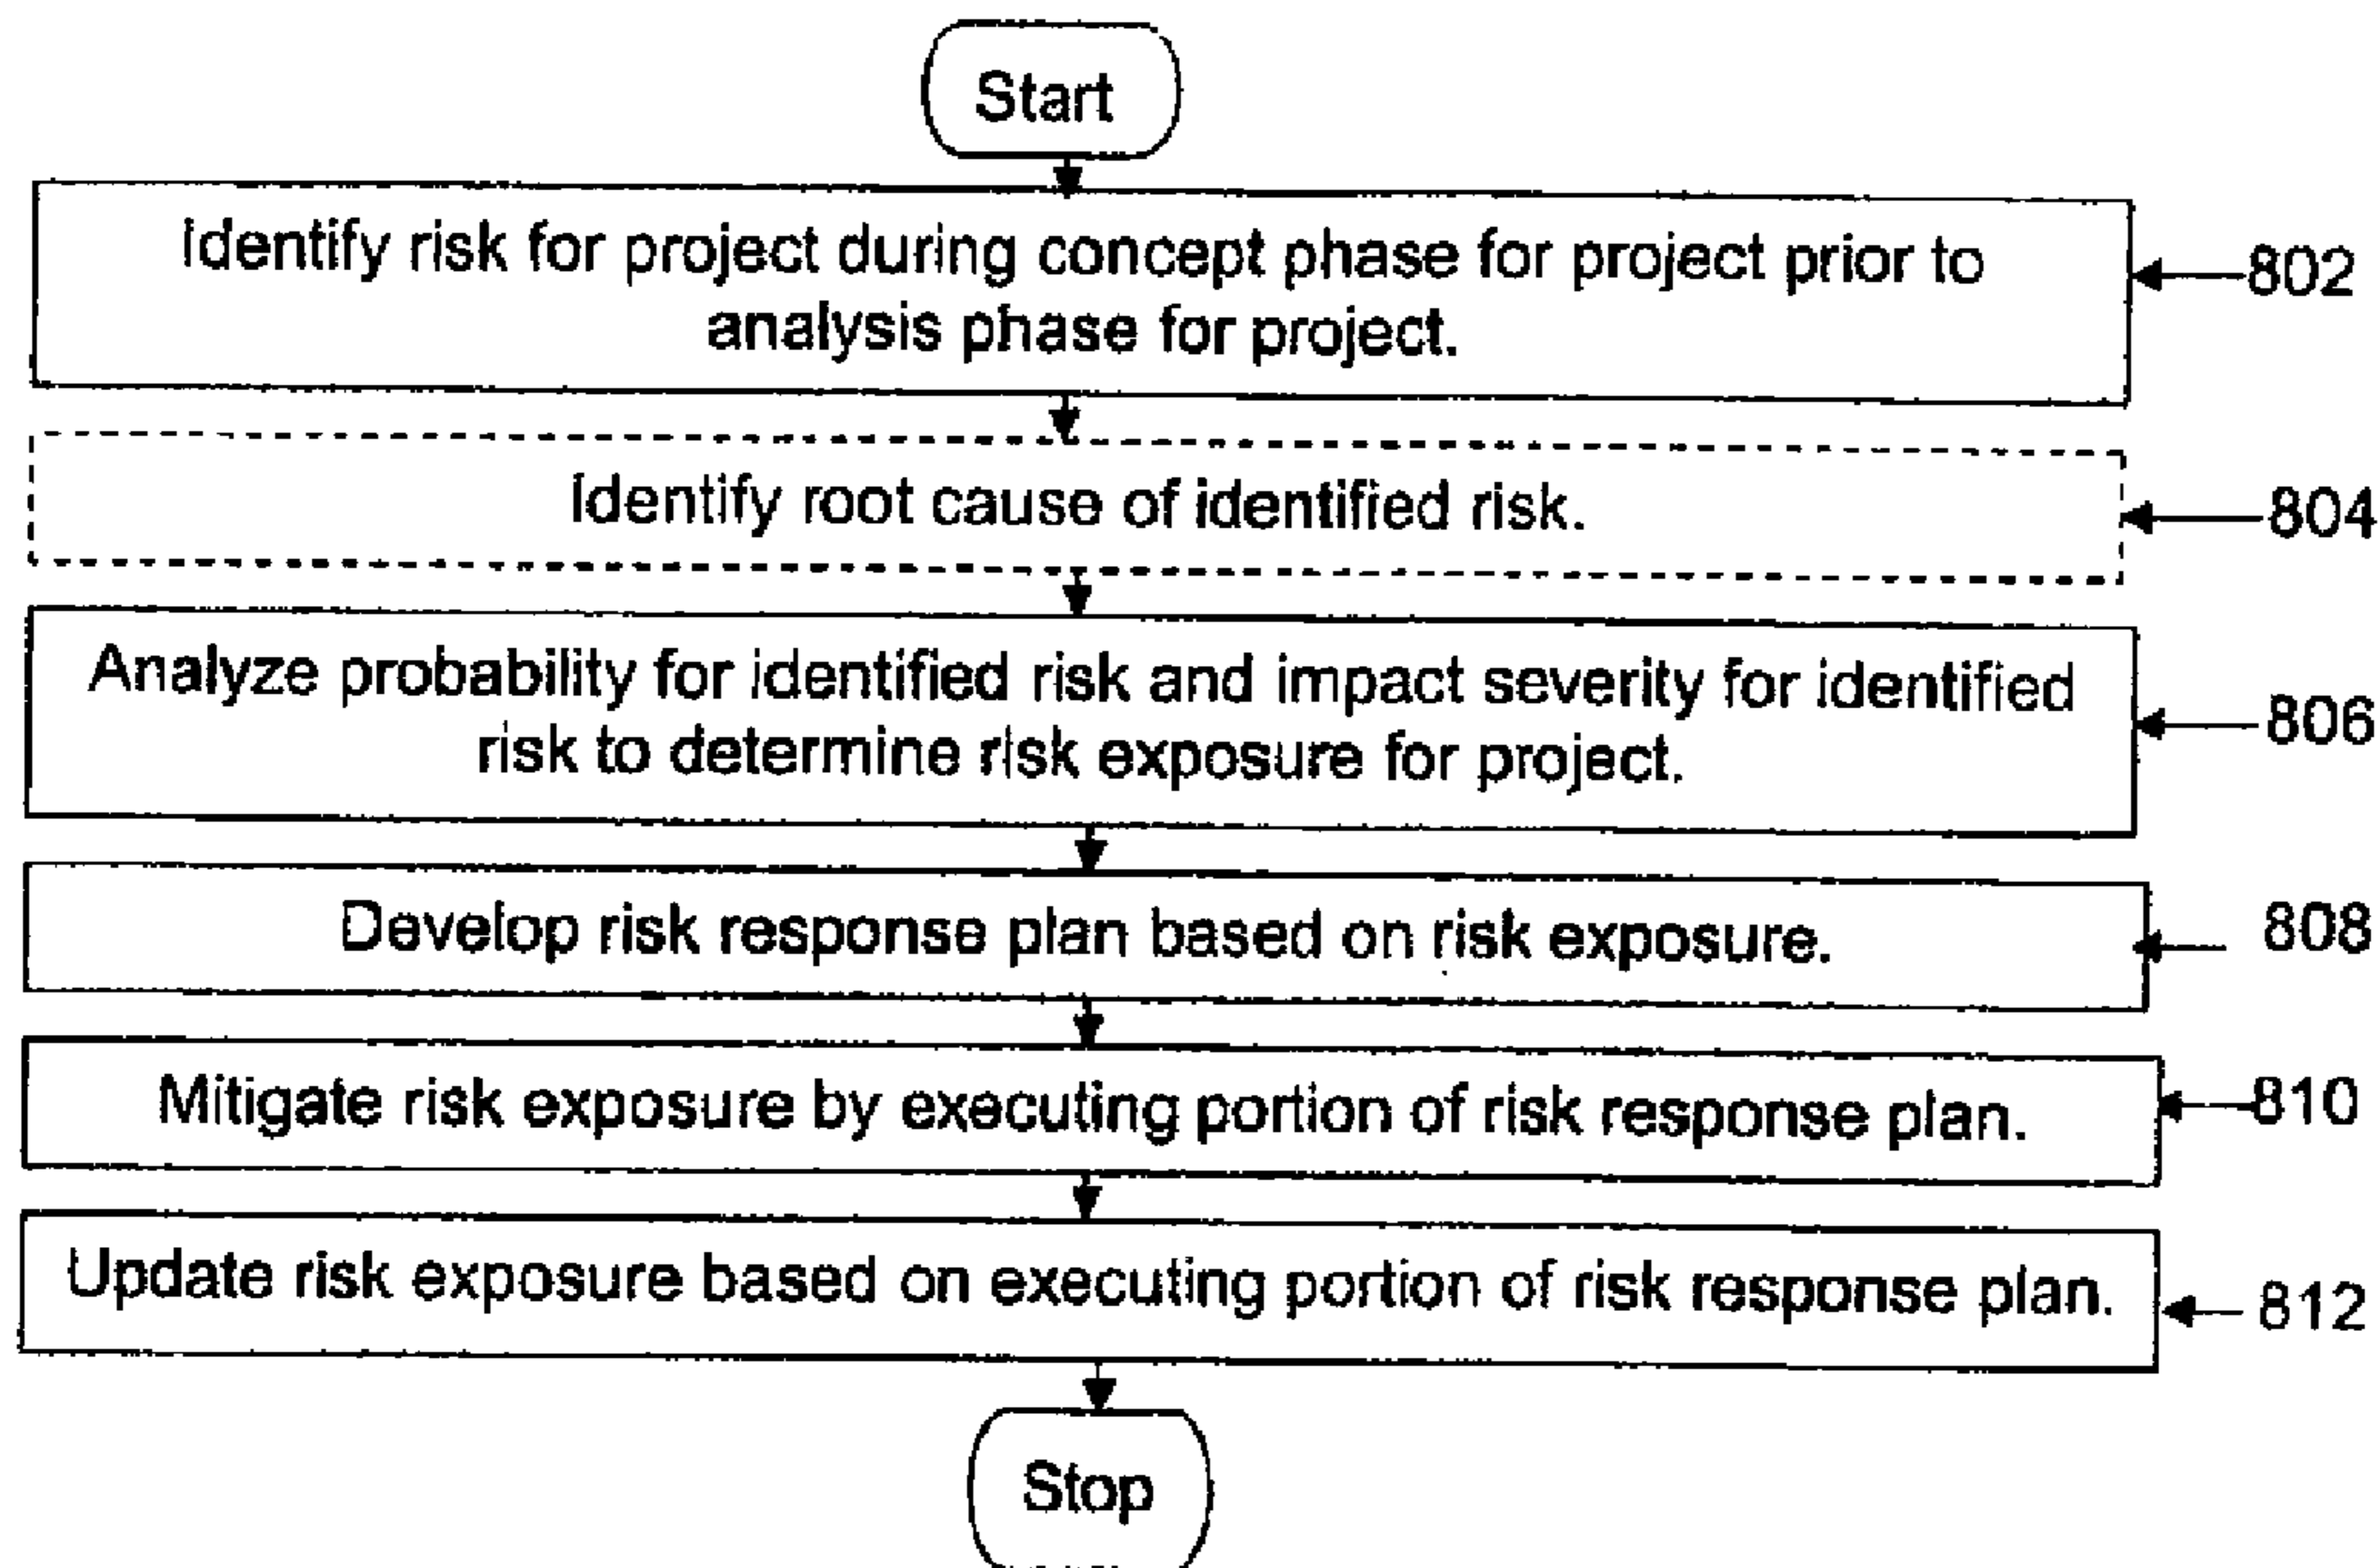 Start
Identify risk for project during concept phase for project prior to
analysis phase for project.
802
Identify root cause of identified risk.
804
Analyze probability for identified risk and impact severity for identified
risk to determine risk exposure for project.
806
Develop risk response plan based on risk exposure.
808
Mitigate risk exposure by executing portion of risk response plan.
810
Update risk exposure based on executing portion of risk response plan.
812
Stop